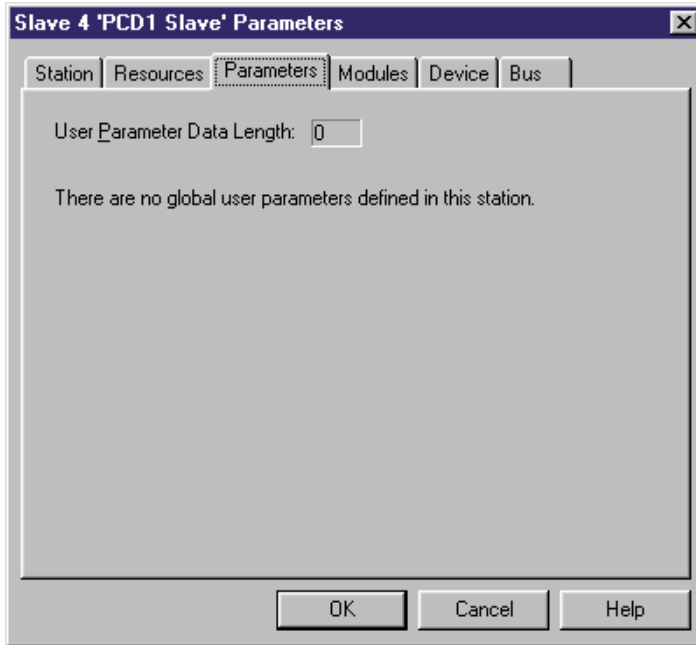 Slave 4 'PCD1 Slave' Parameters
Station Resources Parameters Modules Device Bus
User Parameter Data Length: 0
There are no global user parameters defined in this station.
OK Cancel Help